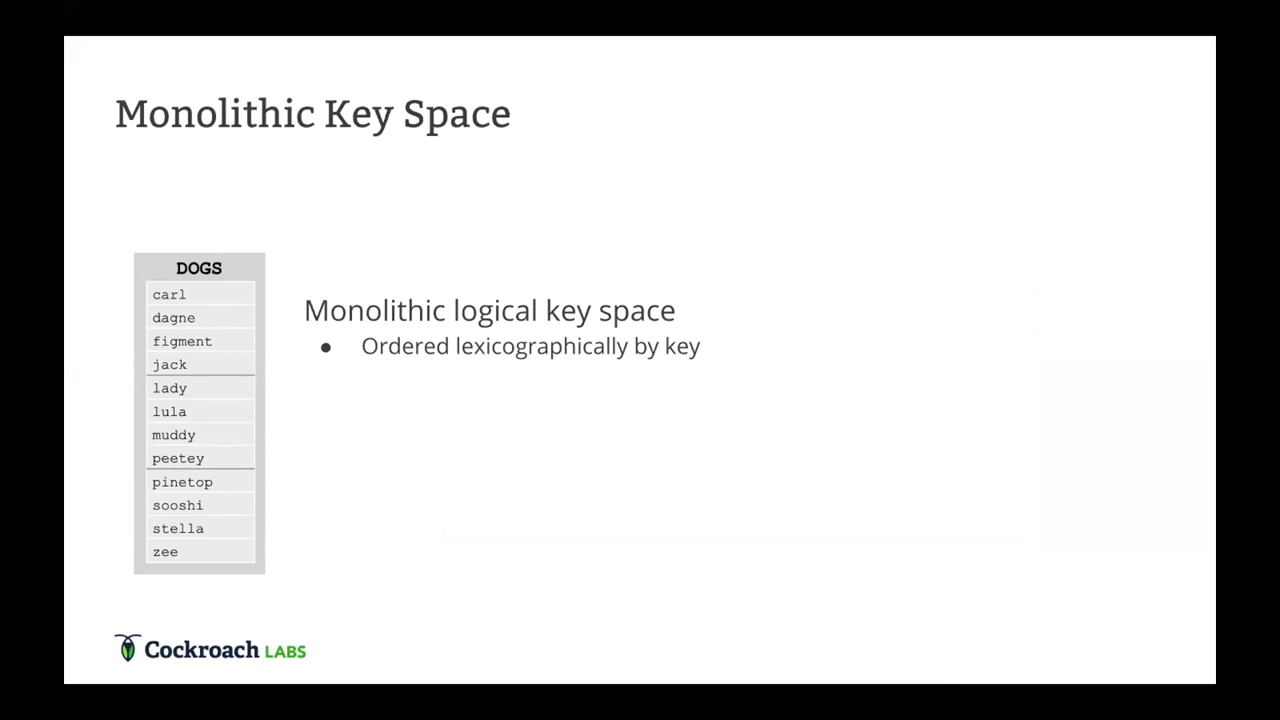 Monolithic Key Space
DOGS
carl
dagne
figment
jack
lady
lula
muddy
peetey
pinetop
sooshi
stella
zee
Monolithic logical key space
● Ordered lexicographically by key
Cockroach LABS